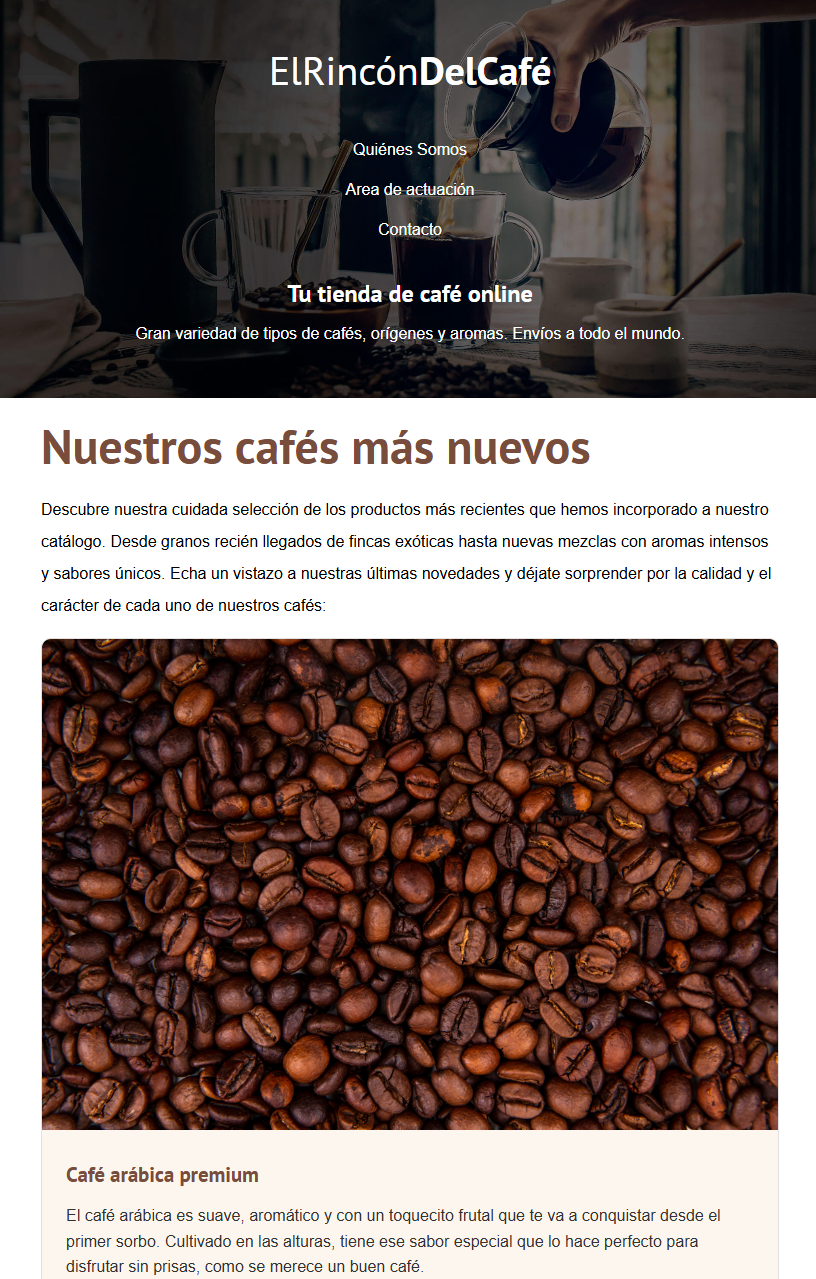 ElRincónDelCafé
Quiénes Somos
Area de actuación
Contacto
Tu tienda de café online
Gran variedad de tipos de cafés, orígenes y aromas. Envíos a todo el mundo.
Nuestros cafés más nuevos
Descubre nuestra cuidada selección de los productos más recientes que hemos incorporado a nuestro
catálogo. Desde granos recién llegados de fincas exóticas hasta nuevas mezclas con aromas intensos
y sabores únicos. Echa un vistazo a nuestras últimas novedades y déjate sorprender por la calidad y el
carácter de cada uno de nuestros cafés:
Café arábica premium
El café arábica es suave, aromático y con un toquecito frutal que te va a conquistar desde el
primer sorbo. Cultivado en las alturas, tiene ese sabor especial que lo hace perfecto para
disfrutar sin prisas, como se merece un buen café.